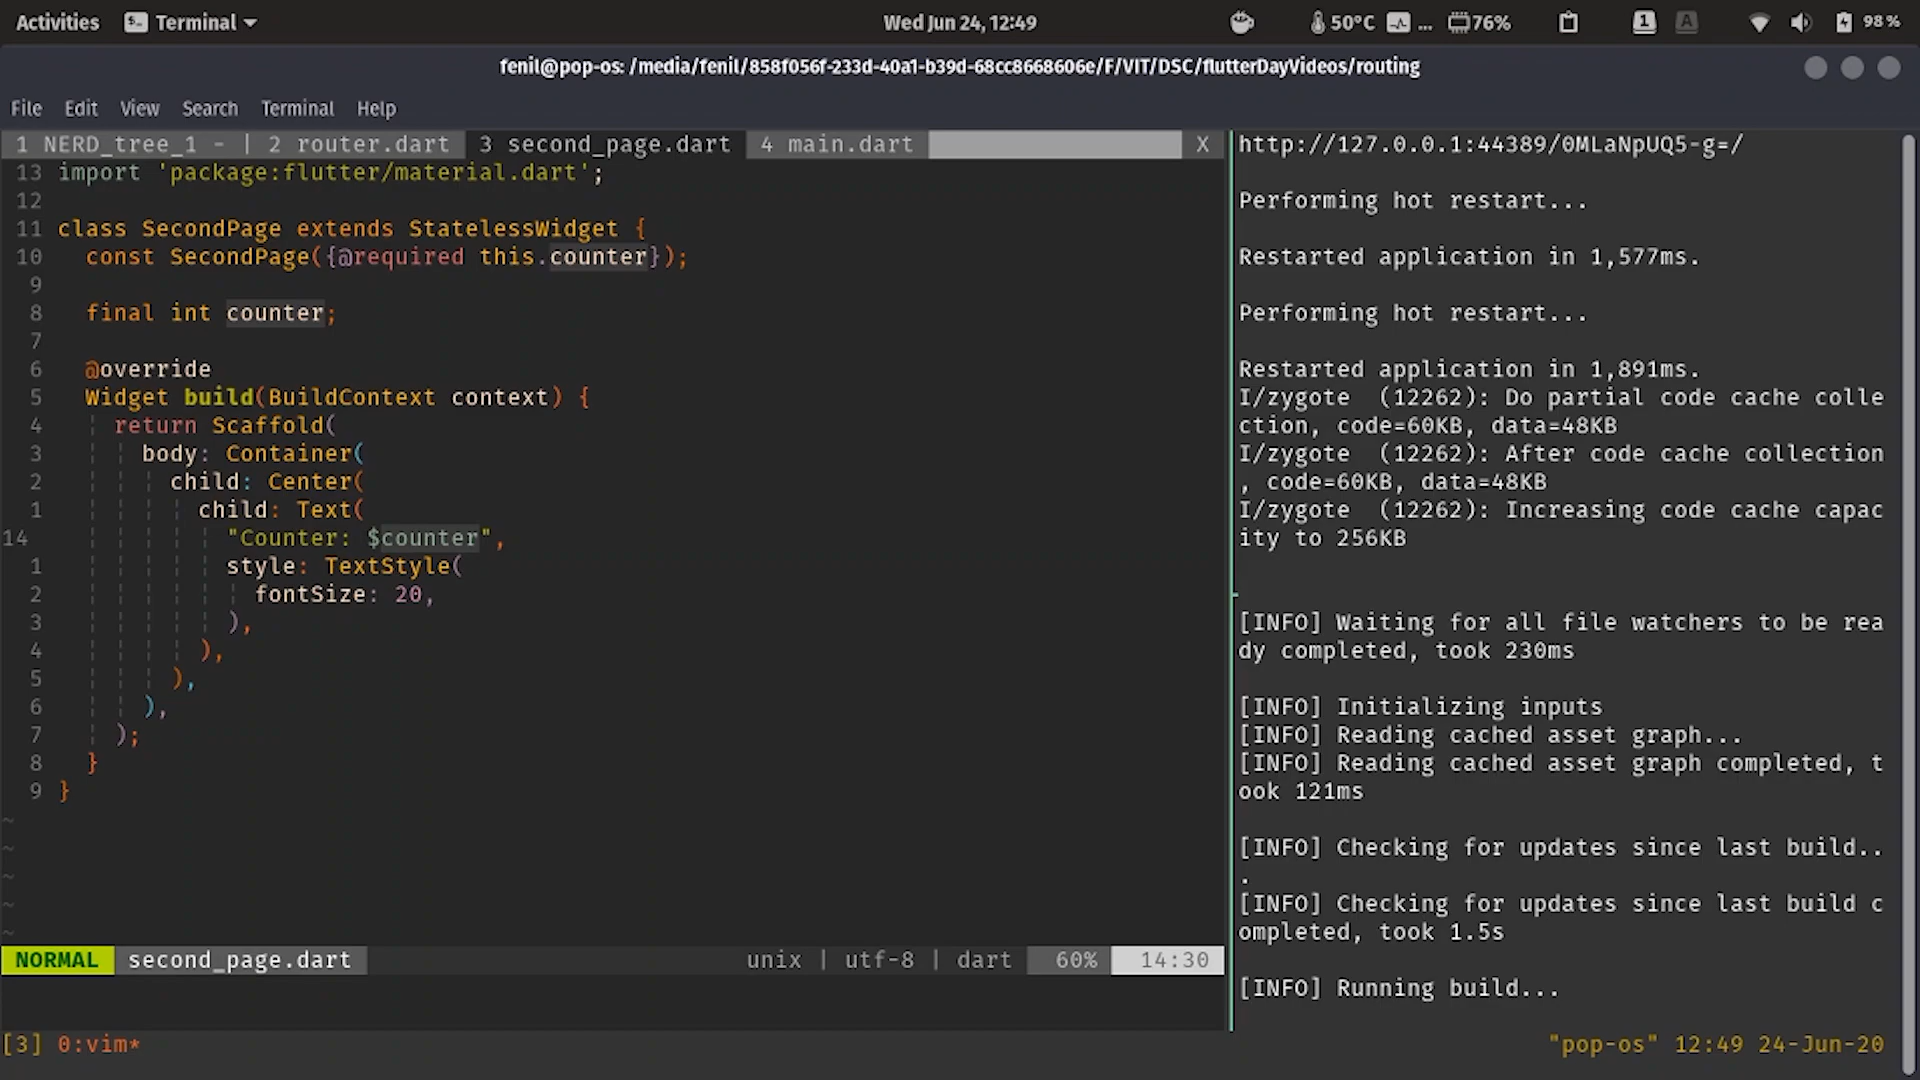 Activities Terminal Wed Jun 24, 12:49 50°C ... 76% 1 A 98 %
fenil@pop-os: /media/fenil/858f056f-233d-40a1-b39d-68cc8668606e/F/VIT/DSC/flutterDayVideos/routing
File Edit View Search Terminal Help
1 NERD_tree_1 - | 2 router.dart 3 second_page.dart 4 main.dart X
13 import 'package:flutter/material.dart';
12
11 class SecondPage extends StatelessWidget {
10 const SecondPage({@required this.counter});
9
8 final int counter;
7
6 @override
5 Widget build(BuildContext context) {
4 return Scaffold(
3 body: Container(
2 child: Center(
1 child: Text(
14 "Counter: $counter",
1 style: TextStyle(
2 fontSize: 20,
3 ),
4 ),
5 ),
6 ),
7 );
8 }
9 }
~
~
~
~
~
NORMAL second_page.dart unix | utf-8 | dart 60% 14:30
http://127.0.0.1:44389/0MLaNpUQ5-g=/
Performing hot restart...
Restarted application in 1,577ms.
Performing hot restart...
Restarted application in 1,891ms.
I/zygote (12262): Do partial code cache colle
ction, code=60KB, data=48KB
I/zygote (12262): After code cache collection
, code=60KB, data=48KB
I/zygote (12262): Increasing code cache capac
ity to 256KB
[INFO] Waiting for all file watchers to be rea
dy completed, took 230ms
[INFO] Initializing inputs
[INFO] Reading cached asset graph...
[INFO] Reading cached asset graph completed, t
ook 121ms
[INFO] Checking for updates since last build..
.
[INFO] Checking for updates since last build c
ompleted, took 1.5s
[INFO] Running build...
[3] 0:vim* "pop-os" 12:49 24-Jun-20